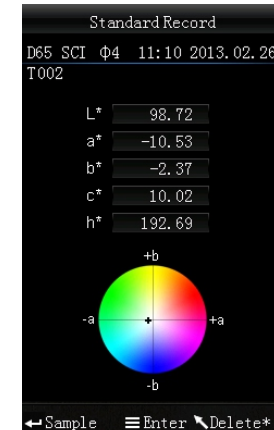 Standard Record
D65 SCI Φ4 11:10 2013.02.26
T002
L* 98.72
a* -10.53
b* -2.37
c* 10.02
h* 192.69
+b
-a +a
-b
Sample Enter Delete*